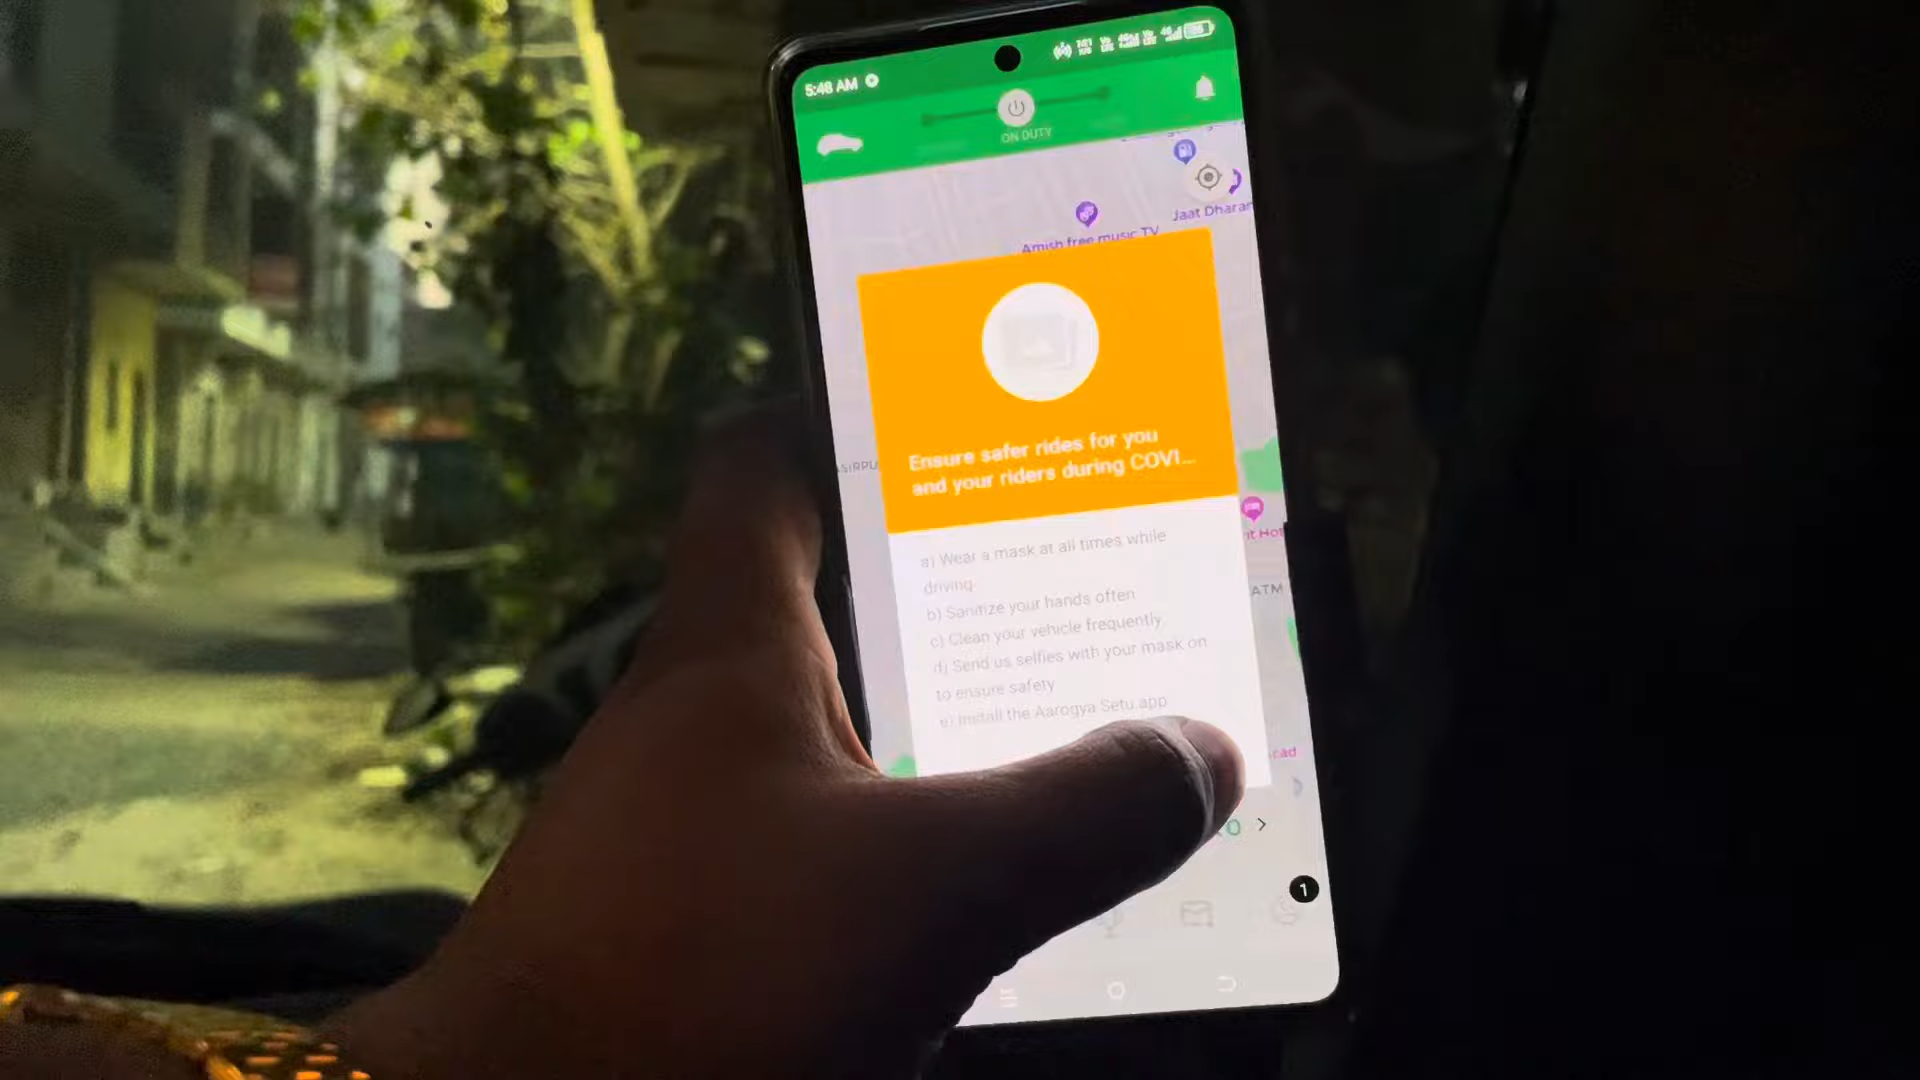 5:48 AM
ON DUTY
Jaat Dharam
Amish free music TV
Ensure safer rides for you
and your riders during COVI...
a) Wear a mask at all times while
driving
b) Sanitize your hands often
c) Clean your vehicle frequently
d) Send us selfies with your mask on
to ensure safety
e) Install the Aarogya Setu app
ATM
1